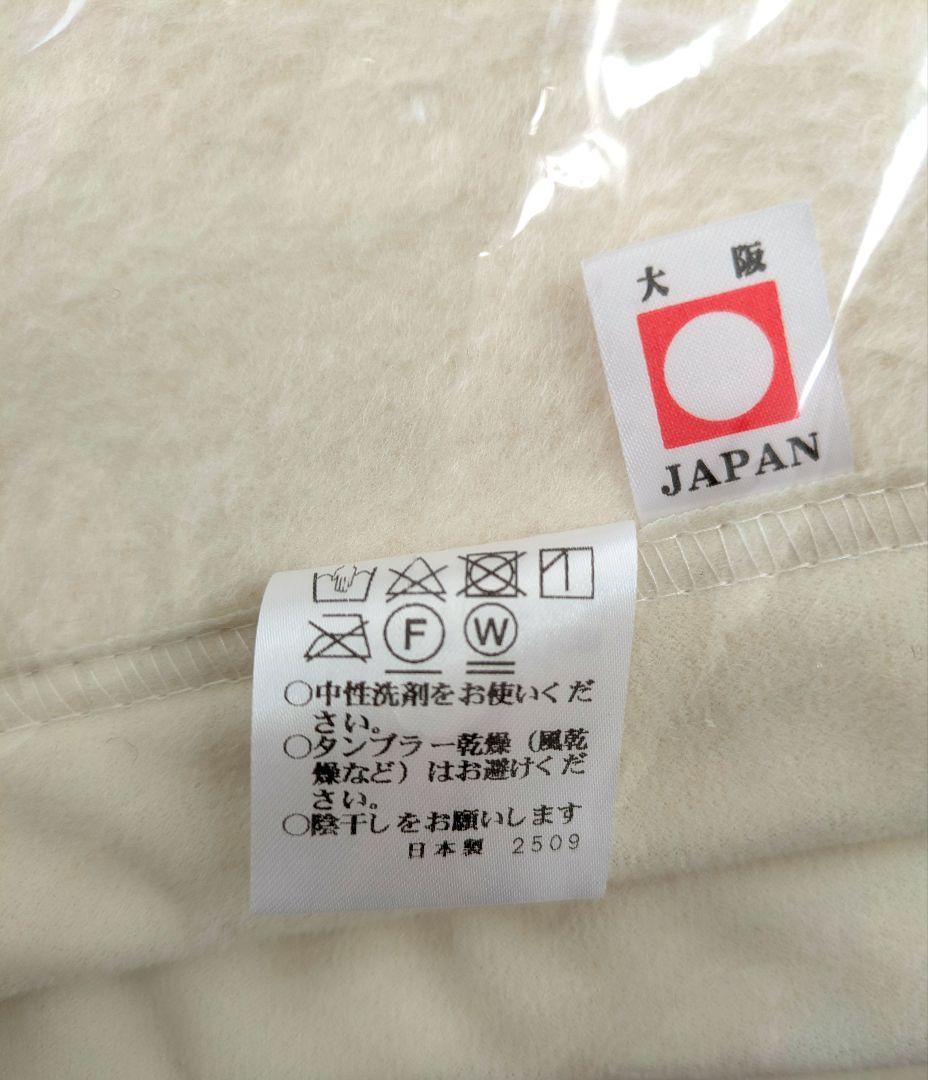 大 阪
JAPAN
F W
○中性洗剤をお使いくだ
さい。
○タンブラー乾燥（風乾
燥など）はお避けくだ
さい。
○陰干しをお願いします
日本製 2509